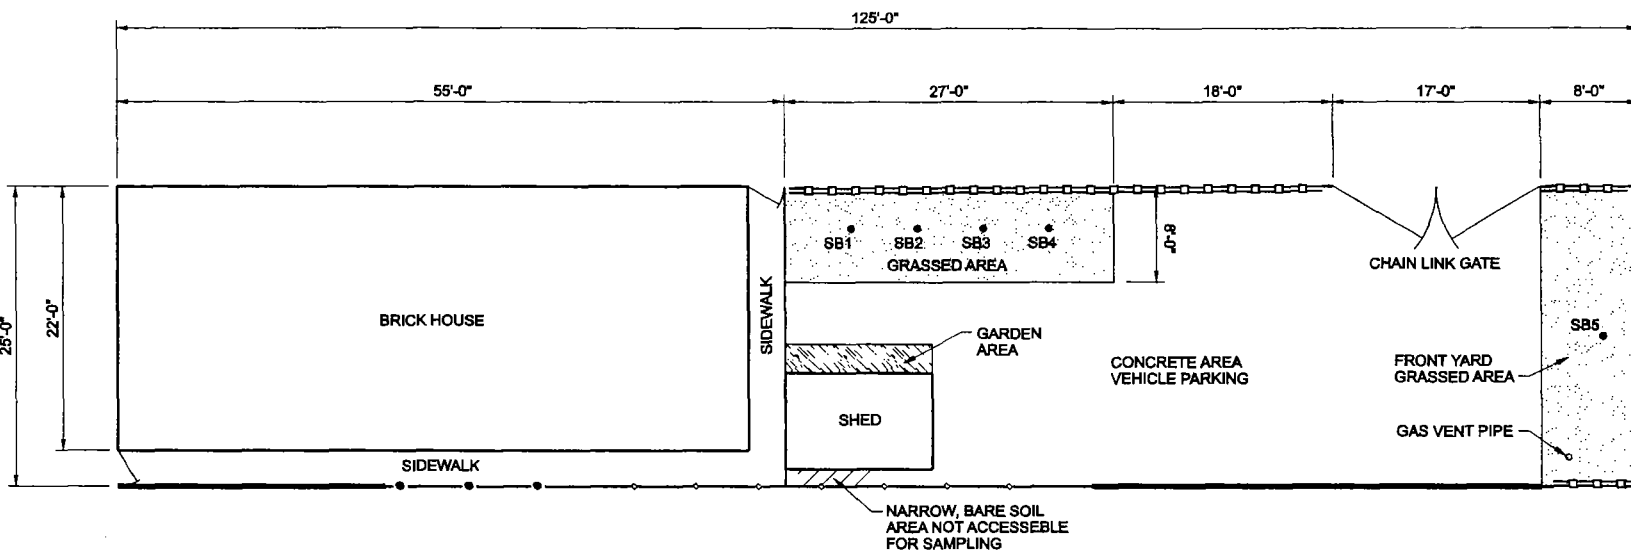 125'-0"
55'-0"
27'-0"
18'-0"
17'-0"
8'-0"
25'-0"
22'-0"
BRICK HOUSE
SIDEWALK
SIDEWALK
SB1
SB2
SB3
SB4
GRASSED AREA
8'-0"
CHAIN LINK GATE
GARDEN
AREA
SHED
CONCRETE AREA
VEHICLE PARKING
SB5
FRONT YARD
GRASSED AREA
GAS VENT PIPE
NARROW, BARE SOIL
AREA NOT ACCESSEBLE
FOR SAMPLING